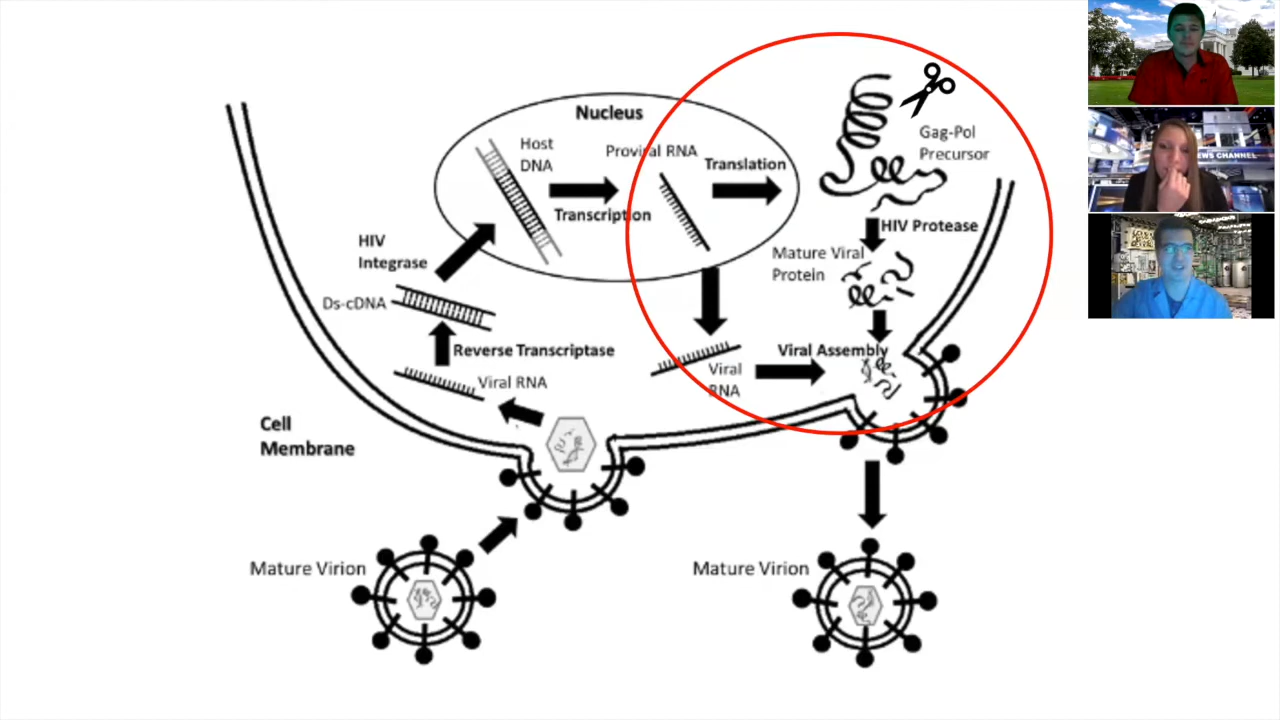 Nucleus
Host
DNA
Proviral RNA
Translation
Transcription
Gag-Pol
Precursor
HIV Protease
Mature Viral
Protein
HIV
Integrase
Ds-cDNA
Reverse Transcriptase
Viral RNA
Viral Assembly
Viral
RNA
Cell
Membrane
Mature Virion
Mature Virion
NEWS CHANNEL